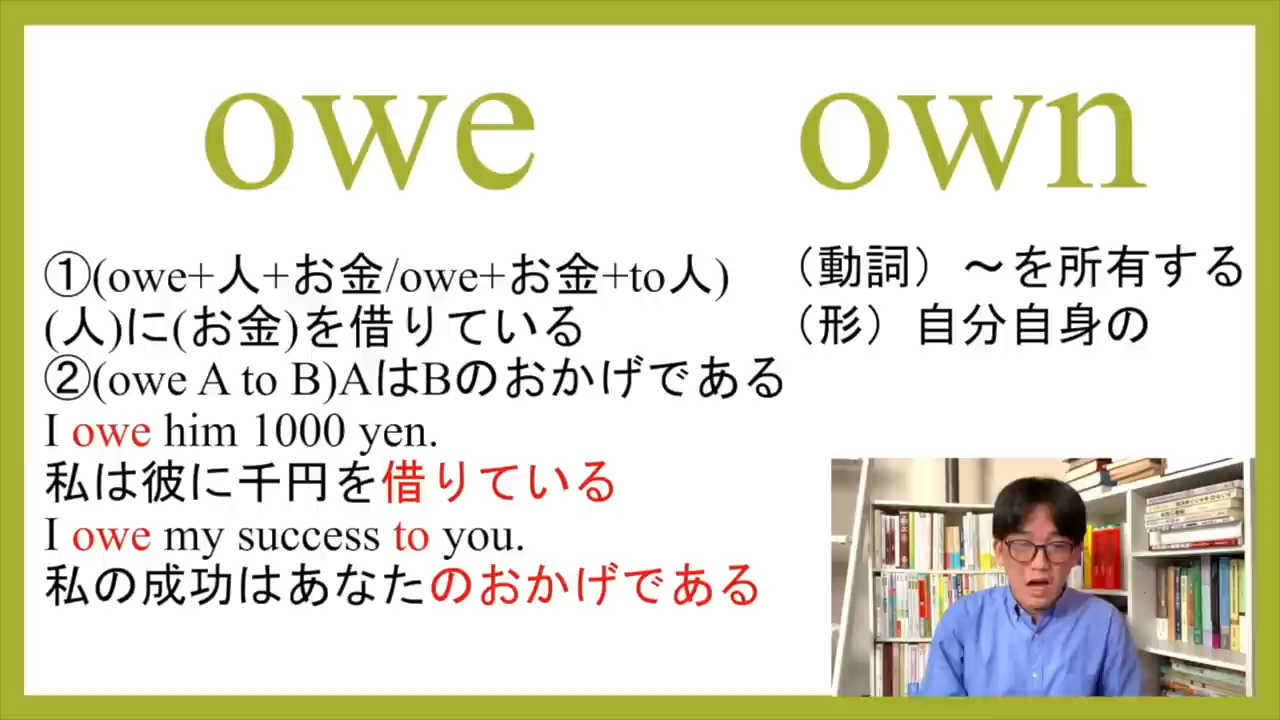 owe
①(owe+人+お金/owe+お金+to人)
(人)に(お金)を借りている
②(owe A to B)AはBのおかげである
I owe him 1000 yen.
私は彼に千円を借りている
I owe my success to you.
私の成功はあなたのおかげである
own
（動詞）～を所有する
（形）自分自身の